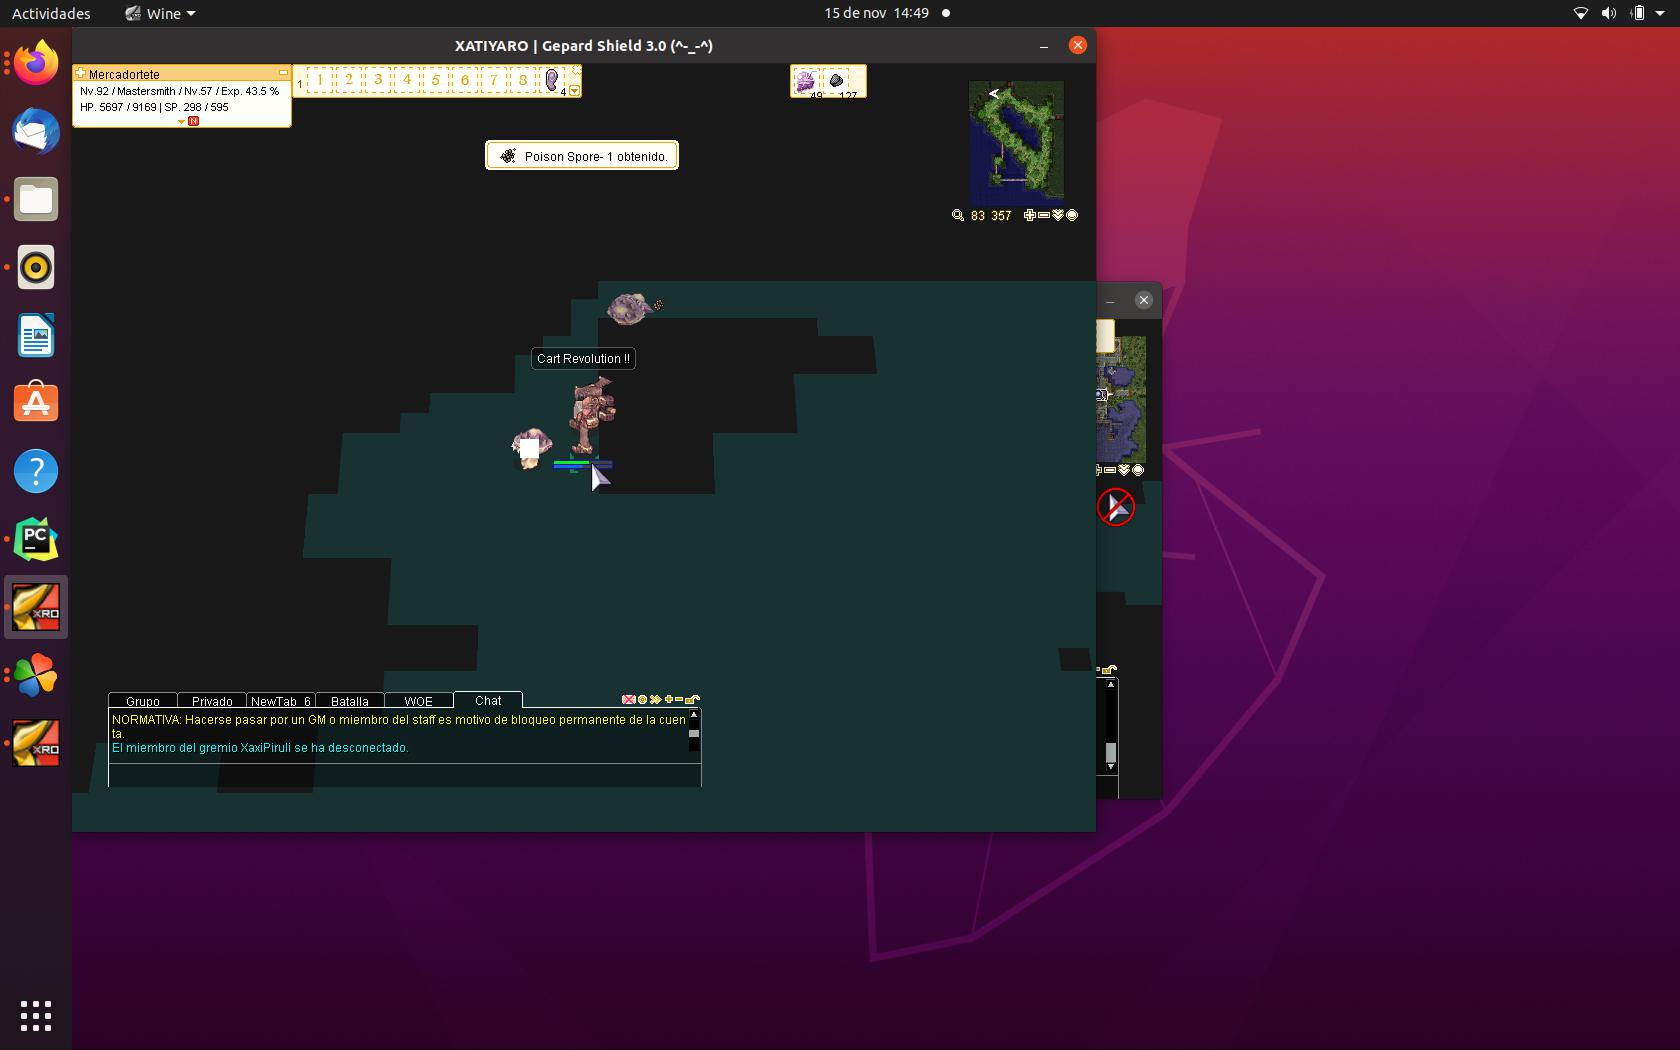 Actividades
Wine
15 de nov 14:49
XATIYARO | Gepard Shield 3.0 (^-_-^)
Mercadortete
Nv.92 / Mastersmith / Nv.57 / Exp. 43.5 %
HP. 5697 / 9169 | SP. 298 / 595
N
1 1 2 3 4 5 6 7 8 4
49 127
Poison Spore- 1 obtenido.
83 357
Cart Revolution !!
PC
XRO
XRO
Grupo Privado NewTab_6 Batalla WOE Chat
NORMATIVA: Hacerse pasar por un GM o miembro del staff es motivo de bloqueo permanente de la cuen
ta.
El miembro del gremio XaxiPiruli se ha desconectado.